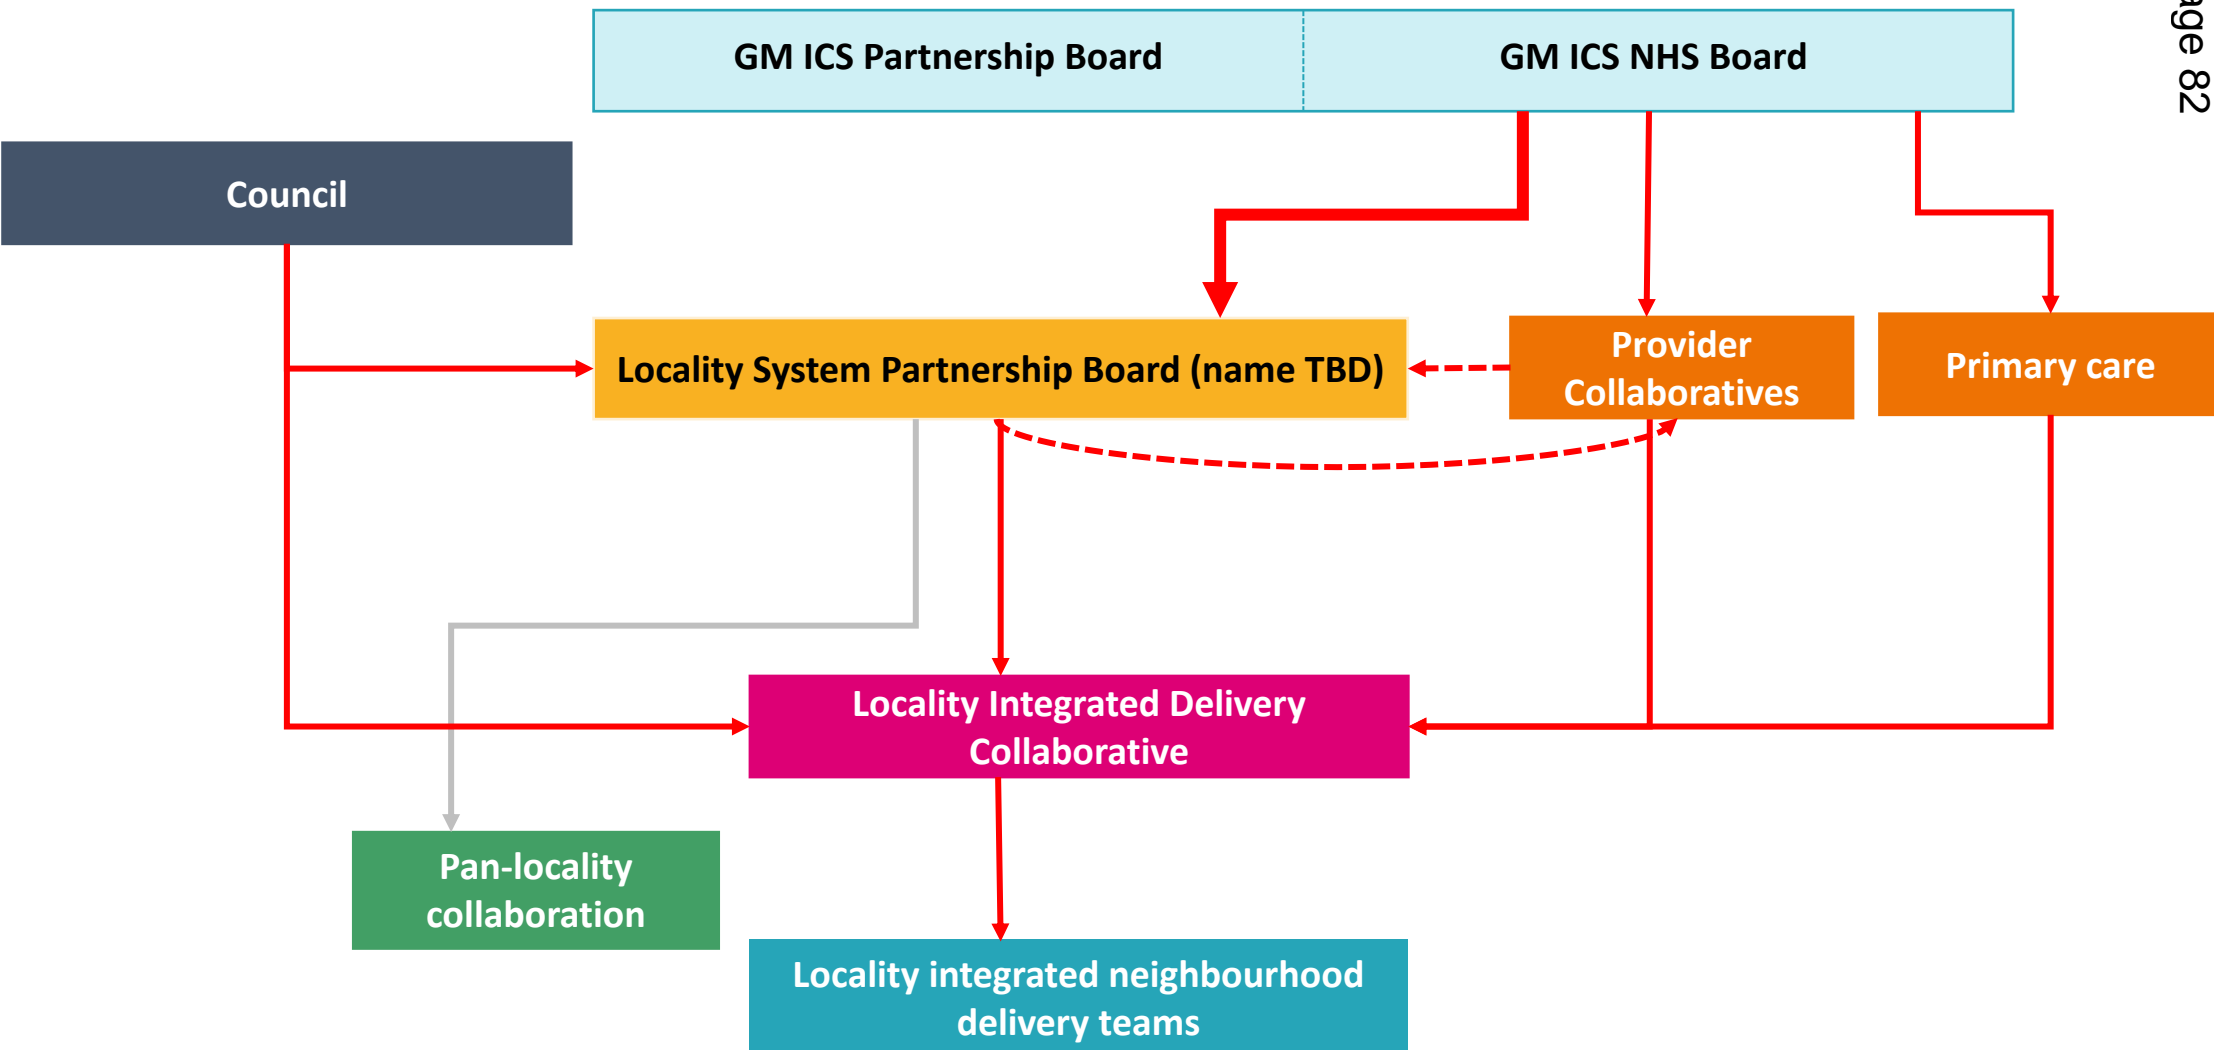 GM ICS Partnership Board
GM ICS NHS Board
82
Council
Locality System Partnership Board (name TBD)
Provider
Collaboratives
Primary care
Locality Integrated Delivery
Collaborative
Pan-locality
collaboration
Locality integrated neighbourhood
delivery teams